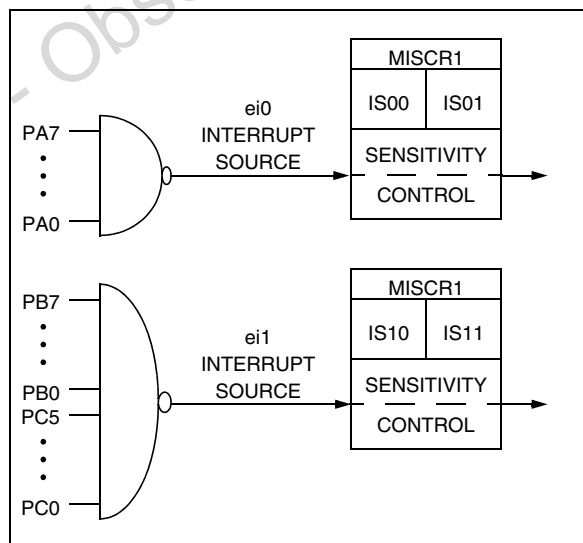 - Obs
MISCR1
IS00 IS01
ei0
INTERRUPT
SOURCE
PA7
PA0
SENSITIVITY
CONTROL
MISCR1
IS10 IS11
ei1
INTERRUPT
SOURCE
PB7
PB0
PC5
PC0
SENSITIVITY
CONTROL